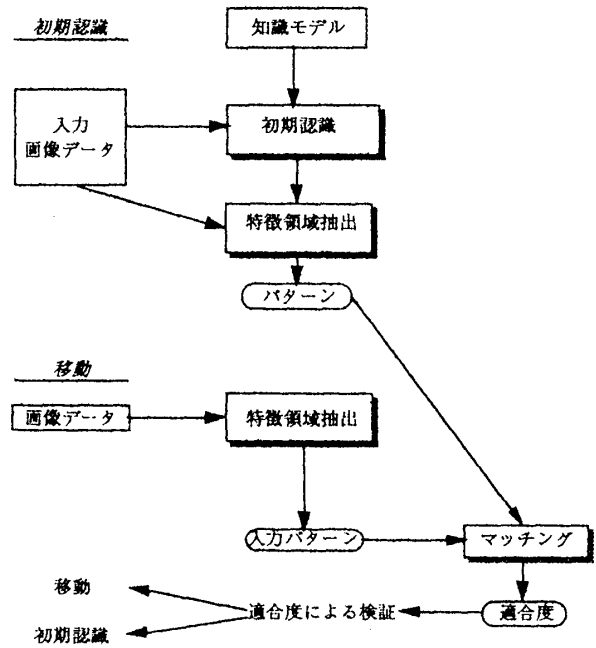 初期認識
知識モデル
入力
画像データ
初期認識
特徴領域抽出
パターン
移動
画像データ
特徴領域抽出
入力パターン
マッチング
移動
適合度による検証
適合度
初期認識